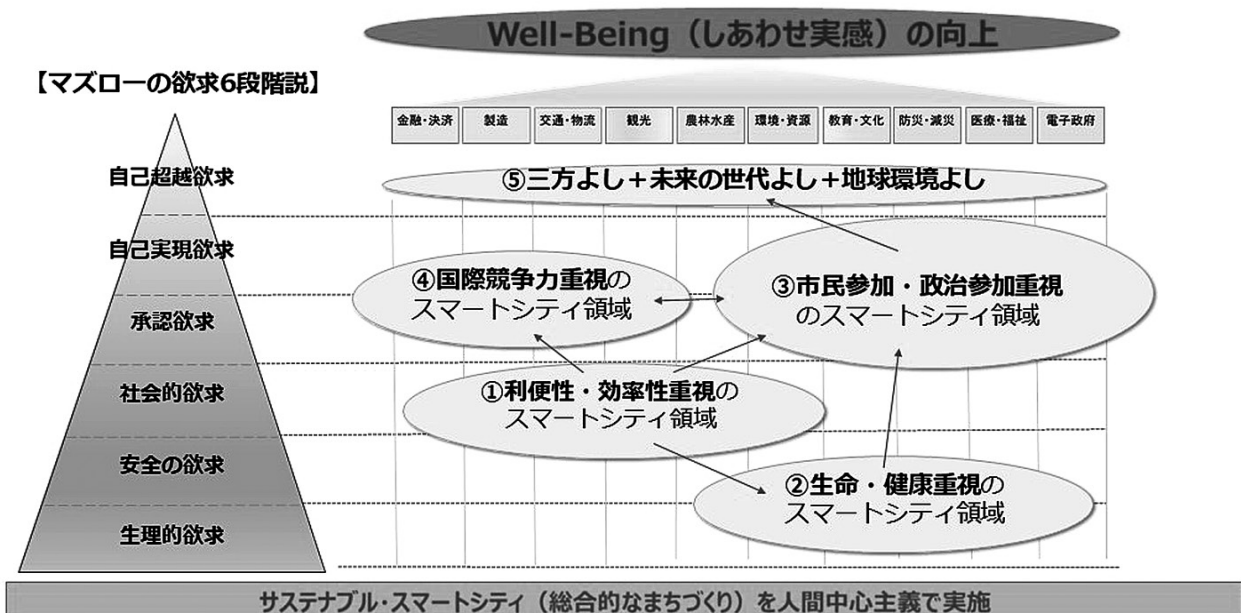 Well-Being（しあわせ実感）の向上
【マズローの欲求6段階説】
金融・決済
製造
交通・物流
観光
農林水産
環境・資源
教育・文化
防災・減災
医療・福祉
電子政府
自己超越欲求
⑤三方よし＋未来の世代よし＋地球環境よし
自己実現欲求
④国際競争力重視の
スマートシティ領域
③市民参加・政治参加重視
のスマートシティ領域
承認欲求
社会的欲求
①利便性・効率性重視の
スマートシティ領域
安全の欲求
②生命・健康重視の
スマートシティ領域
生理的欲求
サステナブル・スマートシティ（総合的なまちづくり）を人間中心主義で実施